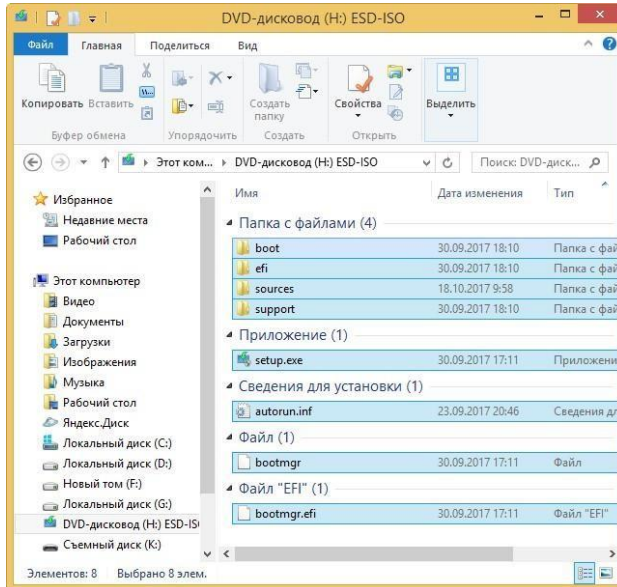 DVD-дисковод (H:) ESD-ISO
Файл Главная Поделиться Вид
Копировать Вставить Создать папку Свойства Выделить
Буфер обмена Упорядочить Создать Открыть
Этот ком... DVD-дисковод (H:) ESD-ISO Поиск: DVD-диск...
Имя Дата изменения Тип
Избранное
Недавние места
Рабочий стол
Этот компьютер
Видео
Документы
Загрузки
Изображения
Музыка
Рабочий стол
Яндекс.Диск
Локальный диск (C:)
Локальный диск (D:)
Новый том (F:)
Локальный диск (G:)
DVD-дисковод (H:) ESD-IS
Съемный диск (K:)
Папка с файлами (4)
boot 30.09.2017 18:10 Папка с фай
efi 30.09.2017 18:10 Папка с фай
sources 18.10.2017 9:58 Папка с фай
support 30.09.2017 18:10 Папка с фай
Приложение (1)
setup.exe 30.09.2017 17:11 Приложени
Сведения для установки (1)
autorun.inf 23.09.2017 20:46 Сведения дл
Файл (1)
bootmgr 30.09.2017 17:11 Файл
Файл "EFI" (1)
bootmgr.efi 30.09.2017 17:11 Файл "EFI"
Элементов: 8 Выбрано 8 элем.